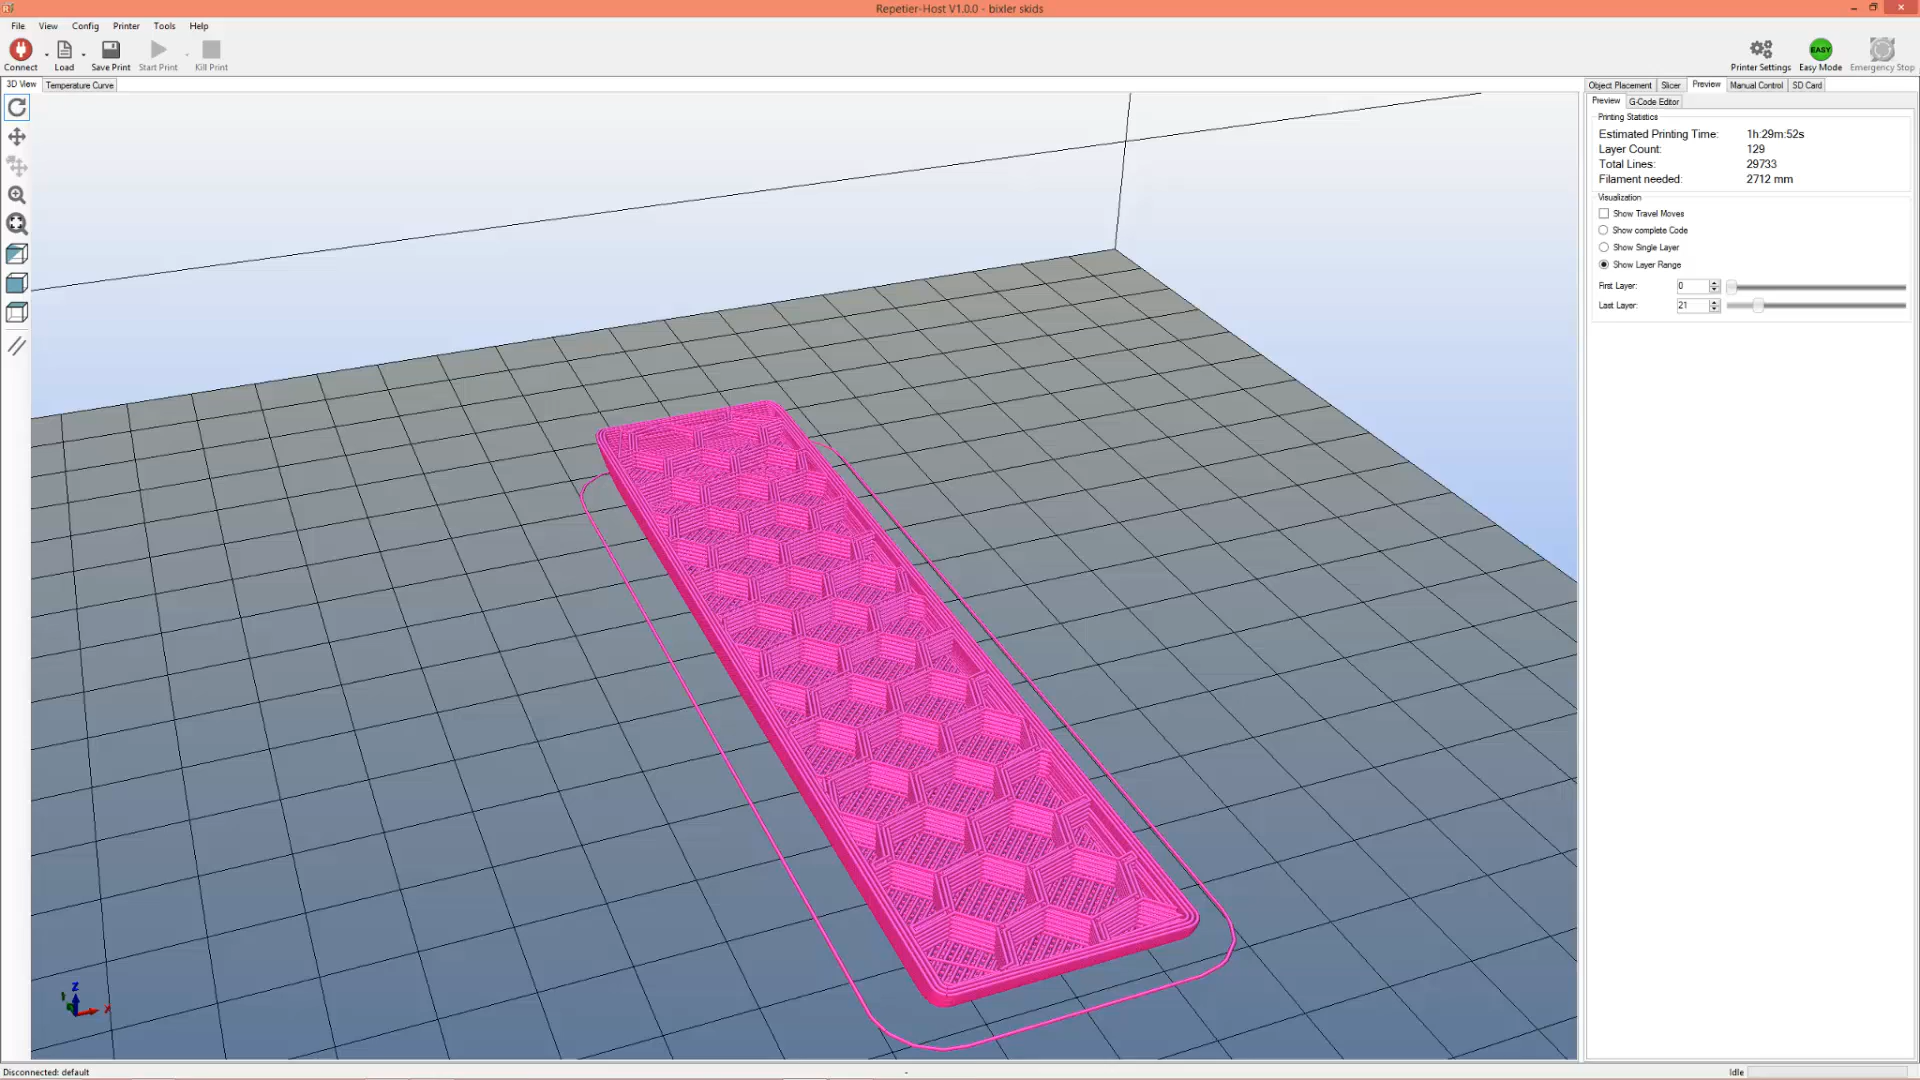 Repetier-Host V1.0.0 - bixler skids
File View Config Printer Tools Help
Connect Load Save Print Start Print Kill Print
EASY
Printer Settings Easy Mode Emergency Stop
3D View Temperature Curve
Object Placement Slicer Preview Manual Control SD Card
Preview G-Code Editor
Printing Statistics
Estimated Printing Time: 1h:29m:52s
Layer Count: 129
Total Lines: 29733
Filament needed: 2712 mm
Visualization
Show Travel Moves
Show complete Code
Show Single Layer
Show Layer Range
First Layer: 0
Last Layer: 21
Z
X
Disconnected: default
-
Idle